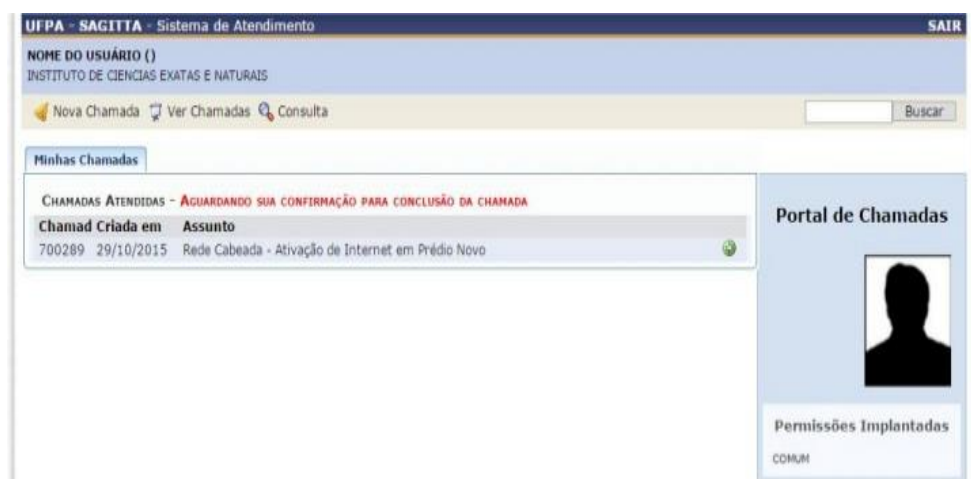 UFPA - SAGITTA - Sistema de Atendimento SAIR
NOME DO USUÁRIO ()
INSTITUTO DE CIENCIAS EXATAS E NATURAIS
Nova Chamada Ver Chamadas Consulta Buscar
Minhas Chamadas
CHAMADAS ATENDIDAS - AGUARDANDO SUA CONFIRMAÇÃO PARA CONCLUSÃO DA CHAMADA
Chamad Criada em Assunto
700289 29/10/2015 Rede Cabeada - Ativação de Internet em Prédio Novo
Portal de Chamadas
Permissões Implantadas
COMUM